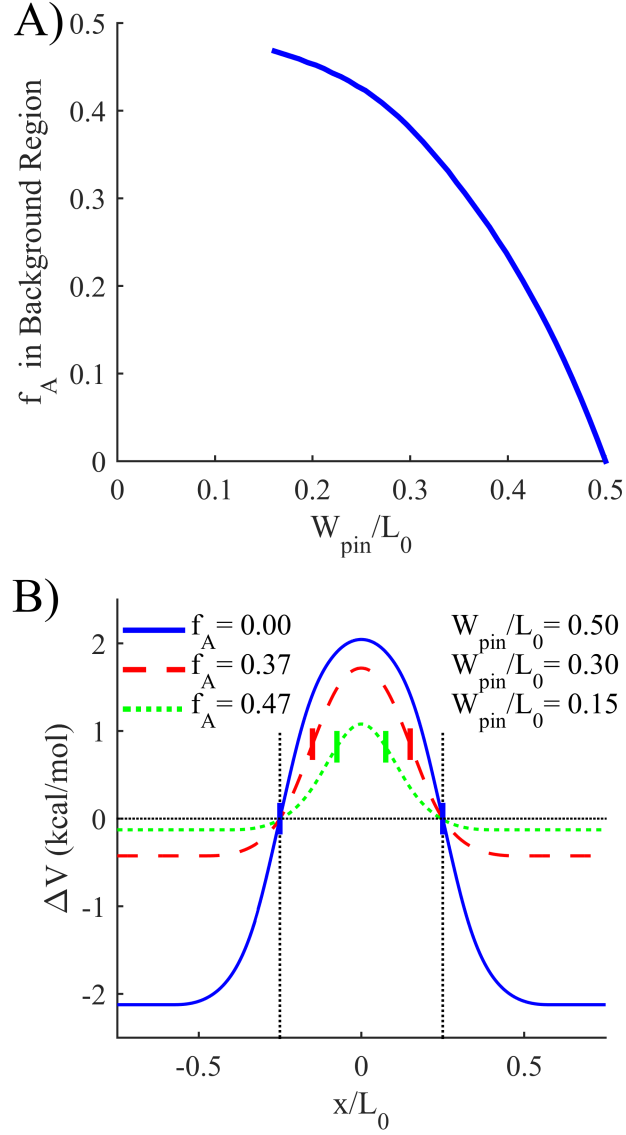 A)
f_A in Background Region
0.5
0.4
0.3
0.2
0.1
0
0 0.1 0.2 0.3 0.4 0.5
W_pin/L_0
B)
f_A = 0.00 W_pin/L_0 = 0.50
f_A = 0.37 W_pin/L_0 = 0.30
f_A = 0.47 W_pin/L_0 = 0.15
ΔV (kcal/mol)
2
1
0
-1
-2
-0.5 0 0.5
x/L_0